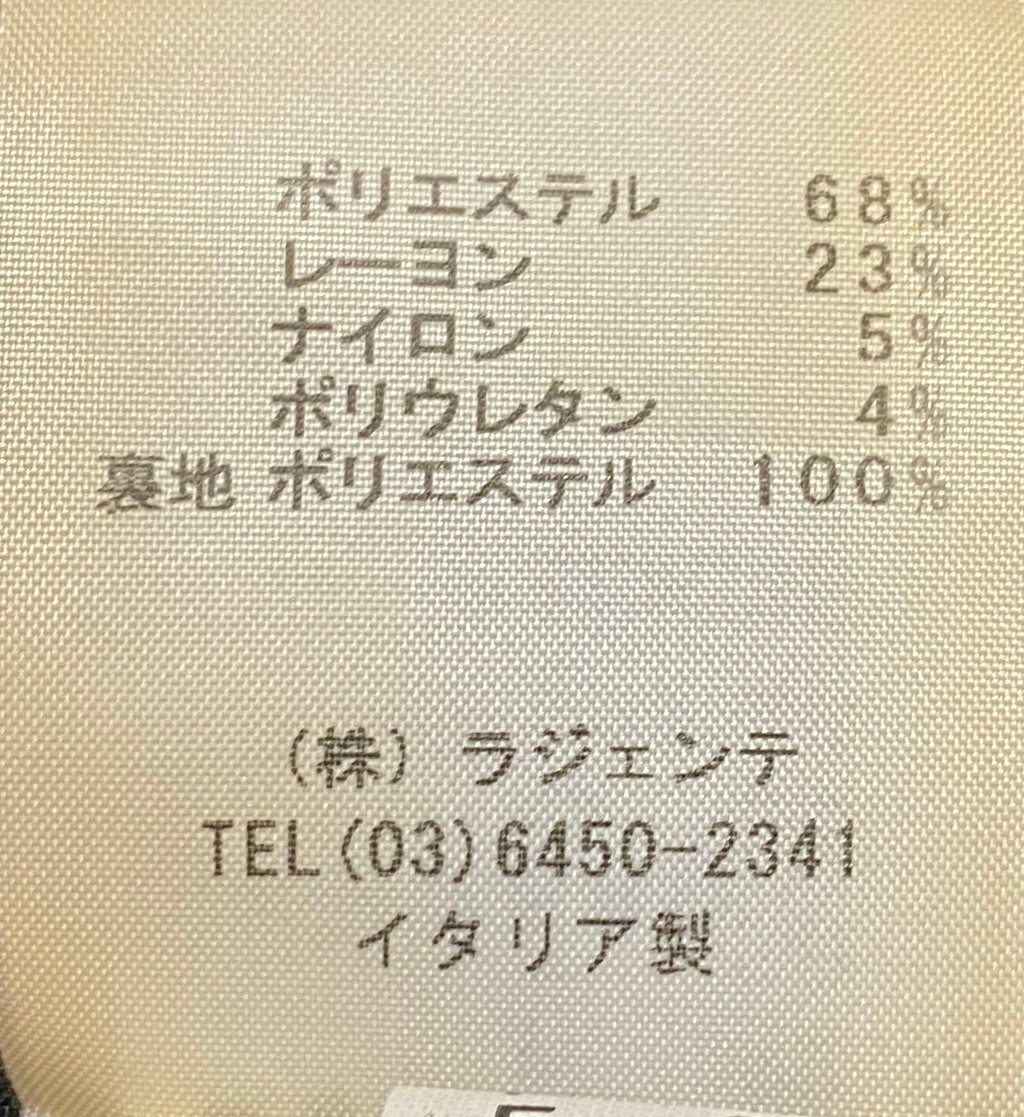 ポリエステル 68%
レーヨン 23%
ナイロン 5%
ポリウレタン 4%
裏地 ポリエステル 100%
(株) ラジェンテ
TEL(03)6450-2341
イタリア製